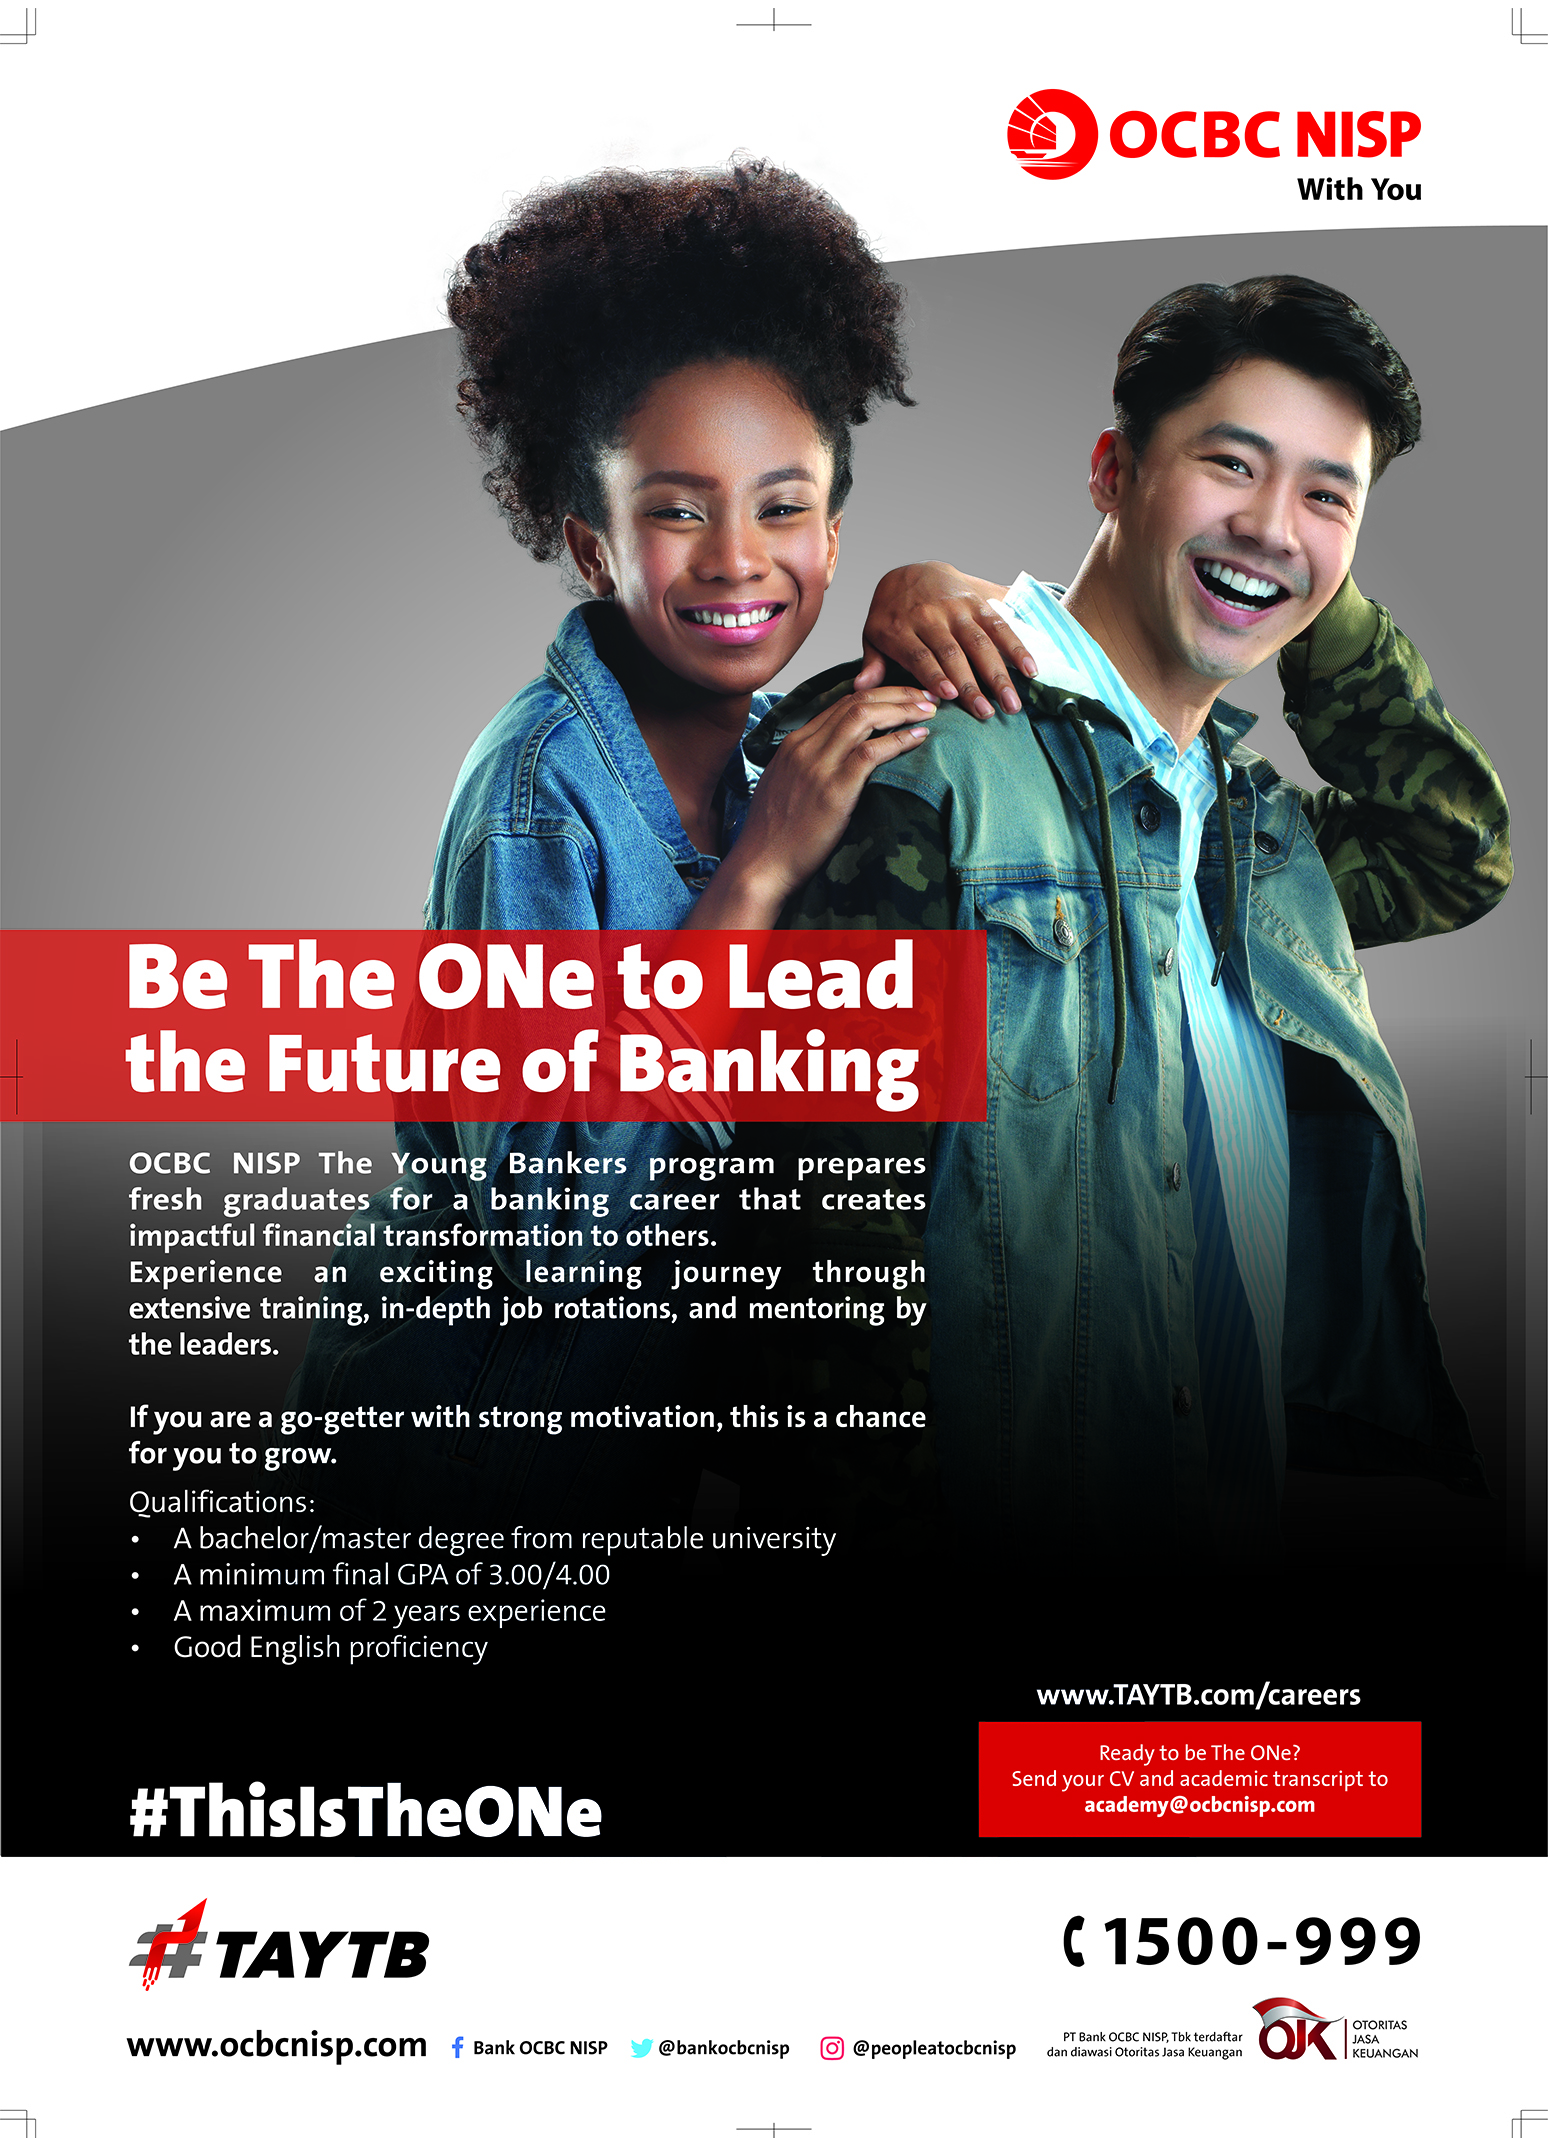 OCBC NISP
With You
Be The ONe to Lead
the Future of Banking
OCBC NISP The Young Bankers program prepares
fresh graduates for a banking career that creates
impactful financial transformation to others.
Experience an exciting learning journey through
extensive training, in-depth job rotations, and mentoring by
the leaders.
If you are a go-getter with strong motivation, this is a chance
for you to grow.
Qualifications:
• A bachelor/master degree from reputable university
• A minimum final GPA of 3.00/4.00
• A maximum of 2 years experience
• Good English proficiency
www.TAYTB.com/careers
Ready to be The ONe?
Send your CV and academic transcript to
academy@ocbcnisp.com
#ThisIsTheONe
#TAYTB
1500-999
www.ocbcnisp.com
Bank OCBC NISP
@bankocbcnisp
@peopleatocbcnisp
PT Bank OCBC NISP, Tbk terdaftar
dan diawasi Otoritas Jasa Keuangan
OJK
OTORITAS
JASA
KEUANGAN